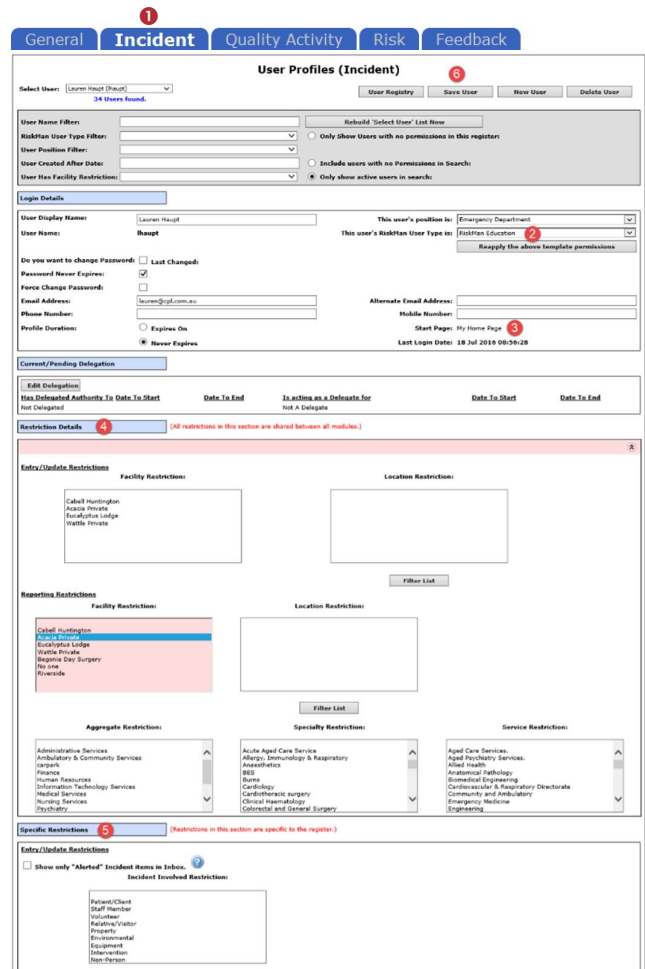 1
General Incident Quality Activity Risk Feedback
User Profiles (Incident)
6
Select User: Lauren Haupt (lhaupt)
34 Users found.
User Registry Save User New User Delete User
User Name Filter: Rebuild 'Select User' List Now
RiskMan User Type Filter: Only Show Users with no permissions in this register:
User Position Filter:
User Created After Date: Include users with no Permissions in Search:
User Has Facility Restriction: Only show active users in search:
Login Details
User Display Name: Lauren Haupt This user's position is: Emergency Department
User Name: lhaupt This user's RiskMan User Type is: RiskMan Education 2
Reapply the above template permissions
Do you want to change Password: Last Changed:
Password Never Expires:
Force Change Password:
Email Address: lauren@cpl.com.au Alternate Email Address:
Phone Number: Mobile Number:
Profile Duration: Expires On Start Page: My Home Page 3
Never Expires Last Login Date: 18 Jul 2016 08:56:28
Current/Pending Delegation
Edit Delegation
Has Delegated Authority To Date To Start Date To End Is acting as a Delegate for Date To Start Date To End
Not Delegated Not A Delegate
Restriction Details 4 (All restrictions in this section are shared between all modules.)
Entry/Update Restrictions
Facility Restriction: Location Restriction:
Cabell Huntington
Acacia Private
Eucalyptus Lodge
Wattle Private
Filter List
Reporting Restrictions
Facility Restriction: Location Restriction:
Cabell Huntington
Acacia Private
Eucalyptus Lodge
Wattle Private
Begonia Day Surgery
No one
Riverside
Filter List
Aggregate Restriction: Specialty Restriction: Service Restriction:
Administrative Services Acute Aged Care Service Aged Care Services.
Ambulatory & Community Services Allergy, Immunology & Respiratory Aged Psychiatry Services.
carpark Anaesthetics Allied Health
Finance BES Anatomical Pathology
Human Resources Burns Biomedical Engineering
Information Technology Services Cardiology Cardiovascular & Respiratory Directorate
Medical Services Cardiothoracic surgery Community and Ambulatory
Nursing Services Clinical Haematology Emergency Medicine
Psychiatry Colorectal and General Surgery Engineering
Specific Restrictions 5 (Restrictions in this section are specific to the register.)
Entry/Update Restrictions
Show only "Alerted" Incident items in Inbox. ?
Incident Involved Restriction:
Patient/Client
Staff Member
Volunteer
Relative/Visitor
Property
Environmental
Equipment
Intervention
Non-Person